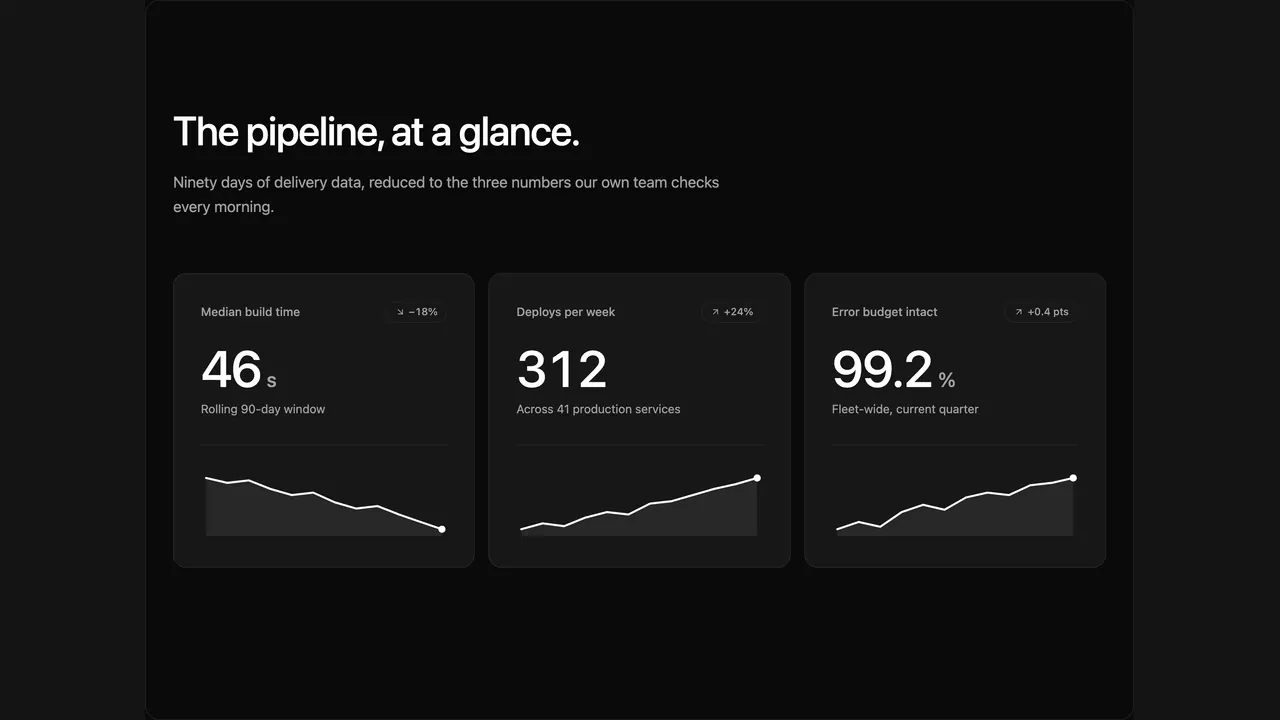 The pipeline, at a glance.
Ninety days of delivery data, reduced to the three numbers our own team checks
every morning.
Median build time
↘ −18%
46 s
Rolling 90-day window
Deploys per week
↗ +24%
312
Across 41 production services
Error budget intact
↗ +0.4 pts
99.2 %
Fleet-wide, current quarter